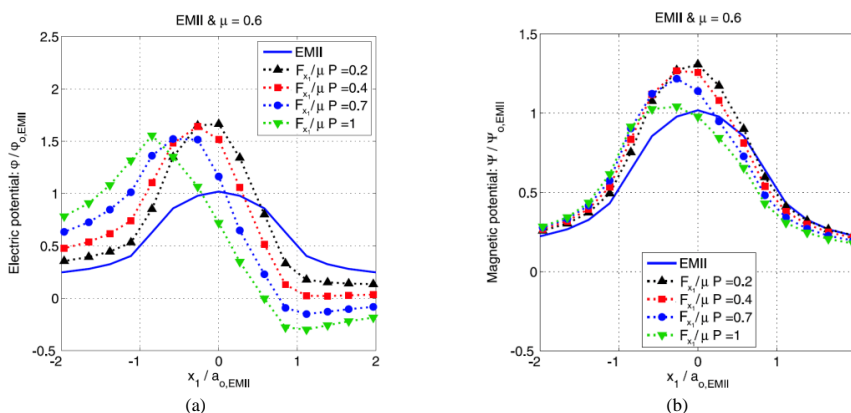 EMII & μ = 0.6
2.5
2
1.5
1
0.5
0
-0.5
-2
-1
0
1
2
Electric potential: φ / φo,EMII
x1 / ao,EMII
EMII
Fx1/μ P =0.2
Fx1/μ P =0.4
Fx1/μ P =0.7
Fx1/μ P =1
(a)
EMII & μ = 0.6
1.5
1
0.5
0
-0.5
-2
-1
0
1
Magnetic potential: Ψ / Ψo,EMII
x1 / ao,EMII
EMII
Fx1/μ P =0.2
Fx1/μ P =0.4
Fx1/μ P =0.7
Fx1/μ P =1
(b)